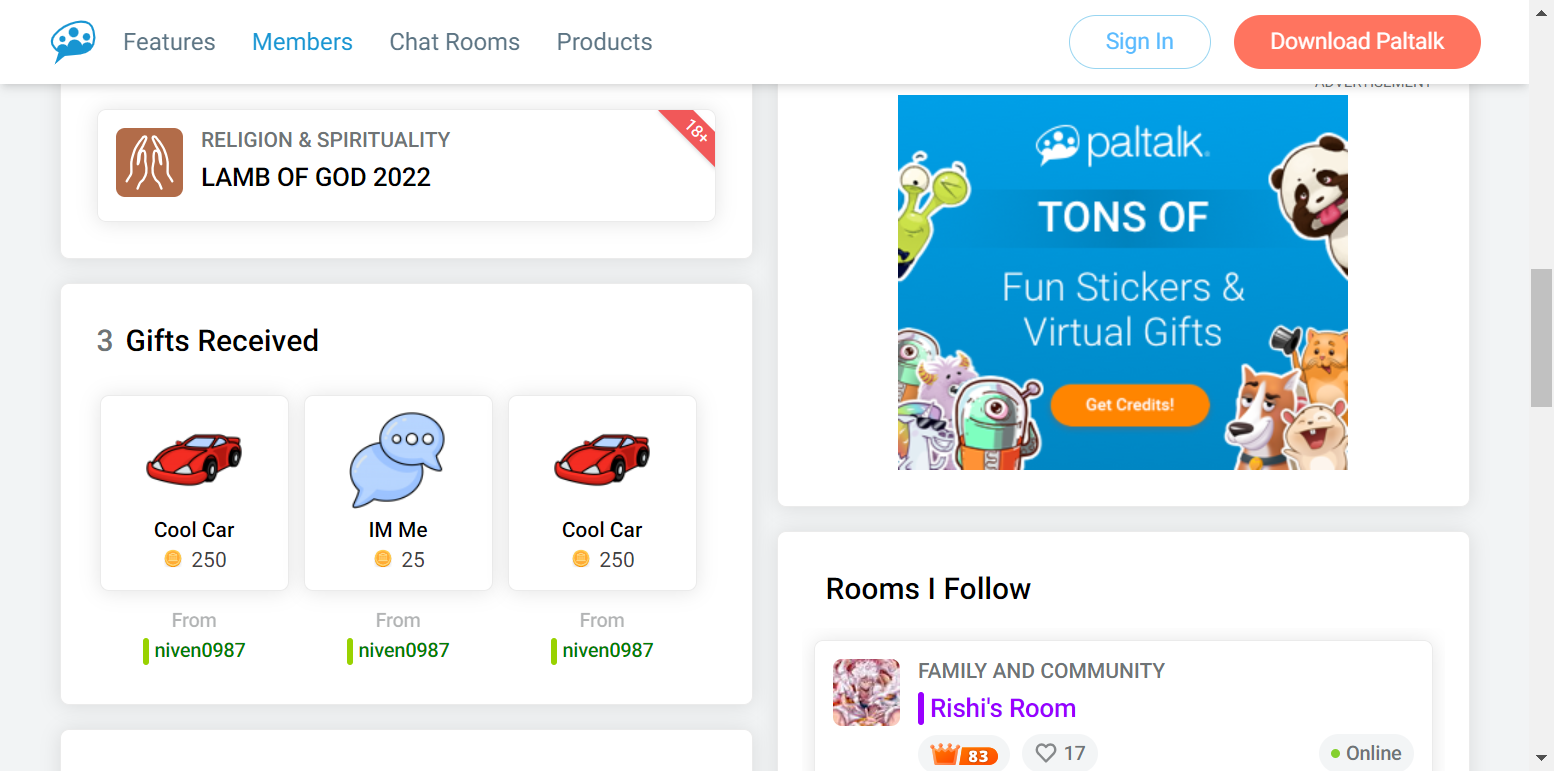 Features
Members
Chat Rooms
Products
Sign In
Download Paltalk
RELIGION & SPIRITUALITY
LAMB OF GOD 2022
18+
3 Gifts Received
Cool Car
250
From
niven0987
IM Me
25
From
niven0987
Cool Car
250
From
niven0987
ADVERTISEMENT
paltalk
TONS OF
Fun Stickers &
Virtual Gifts
Get Credits!
Rooms I Follow
FAMILY AND COMMUNITY
Rishi's Room
83
17
Online